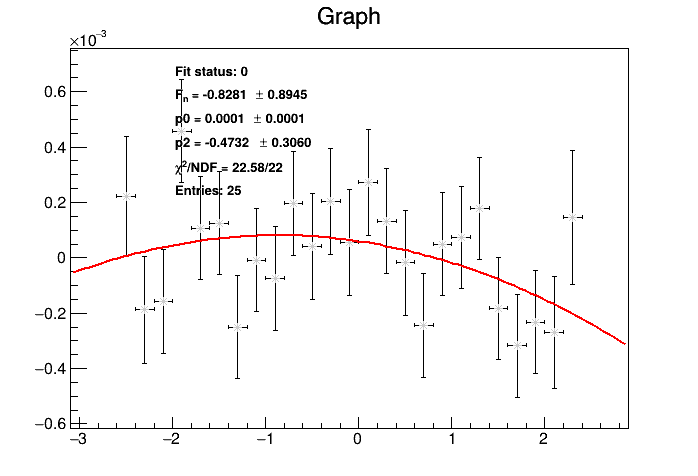 Graph
×10⁻³
Fit status: 0
Fₙ = -0.8281 ± 0.8945
p0 = 0.0001 ± 0.0001
p2 = -0.4732 ± 0.3060
χ²/NDF = 22.58/22
Entries: 25
0.6
0.4
0.2
0
−0.2
−0.4
−0.6
−3 −2 −1 0 1 2